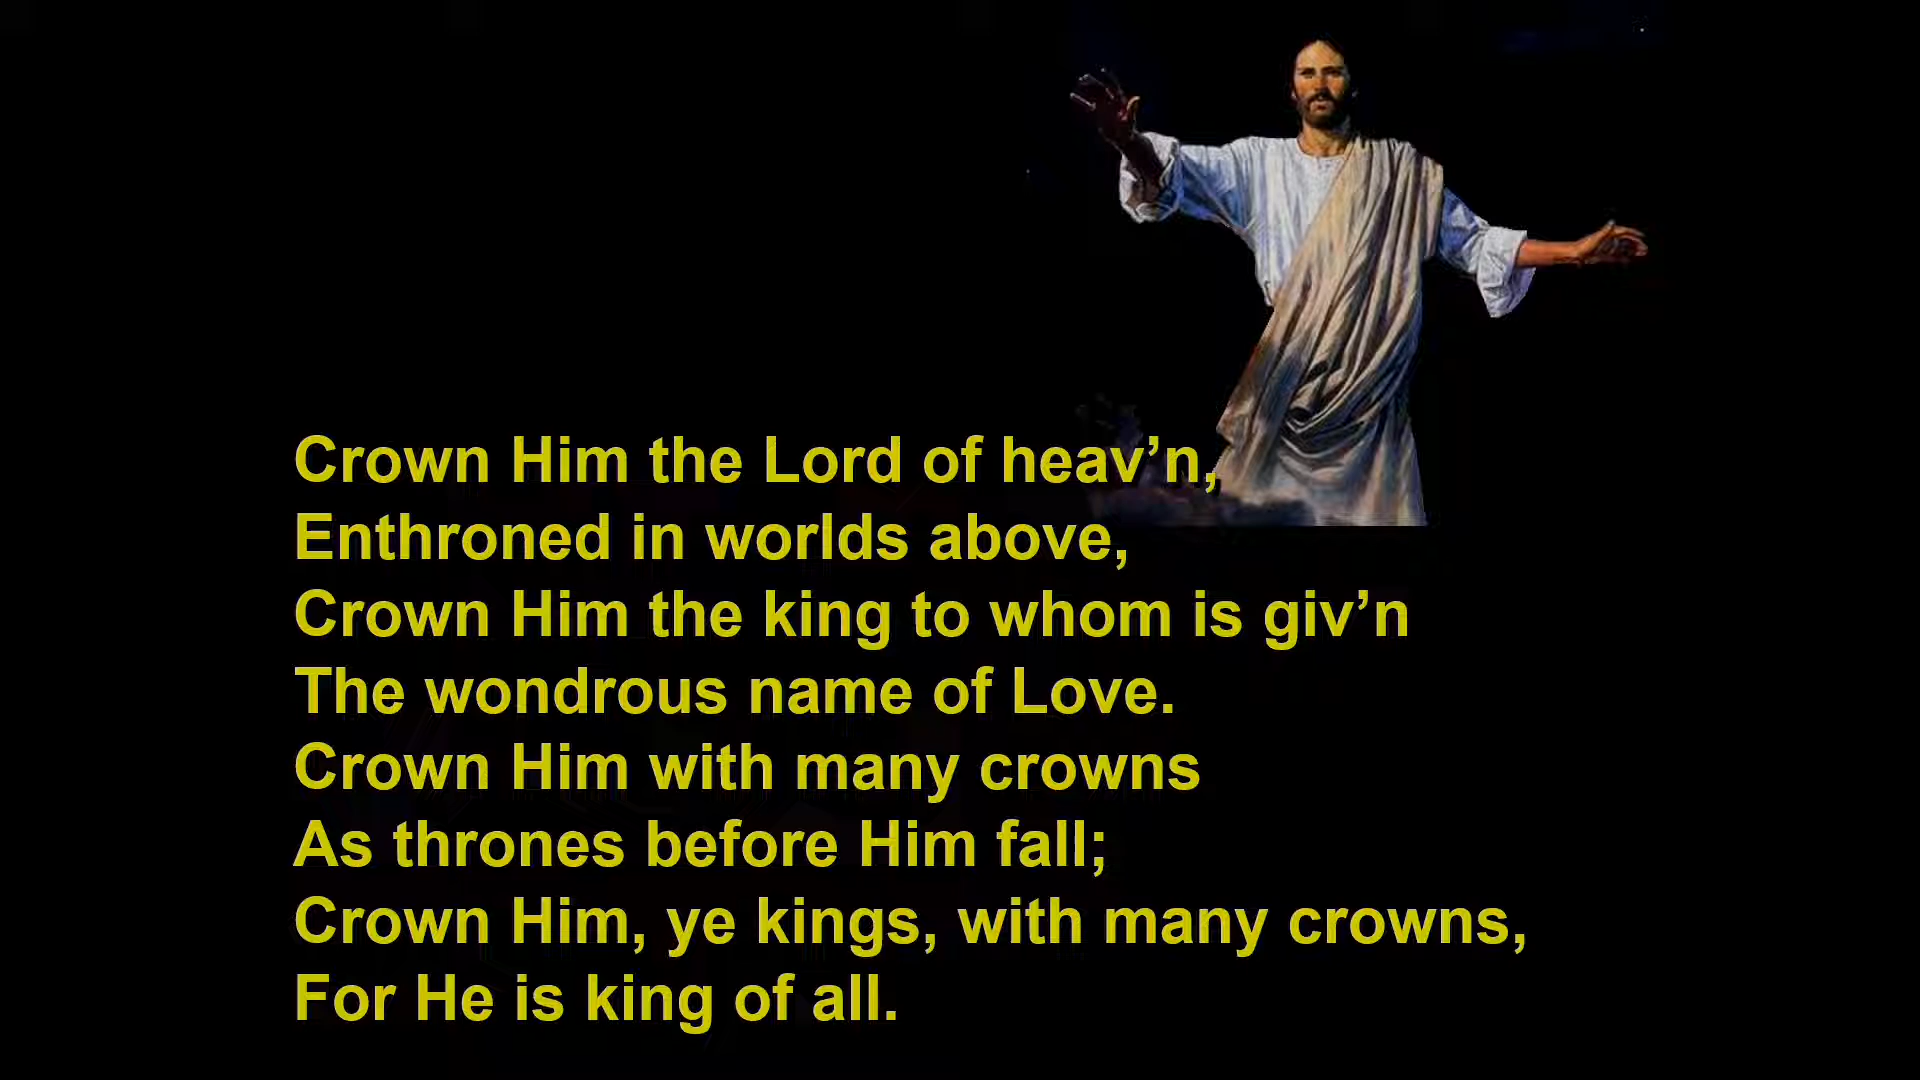 Crown Him the Lord of heav’n,
Enthroned in worlds above,
Crown Him the king to whom is giv’n
The wondrous name of Love.
Crown Him with many crowns
As thrones before Him fall;
Crown Him, ye kings, with many crowns,
For He is king of all.